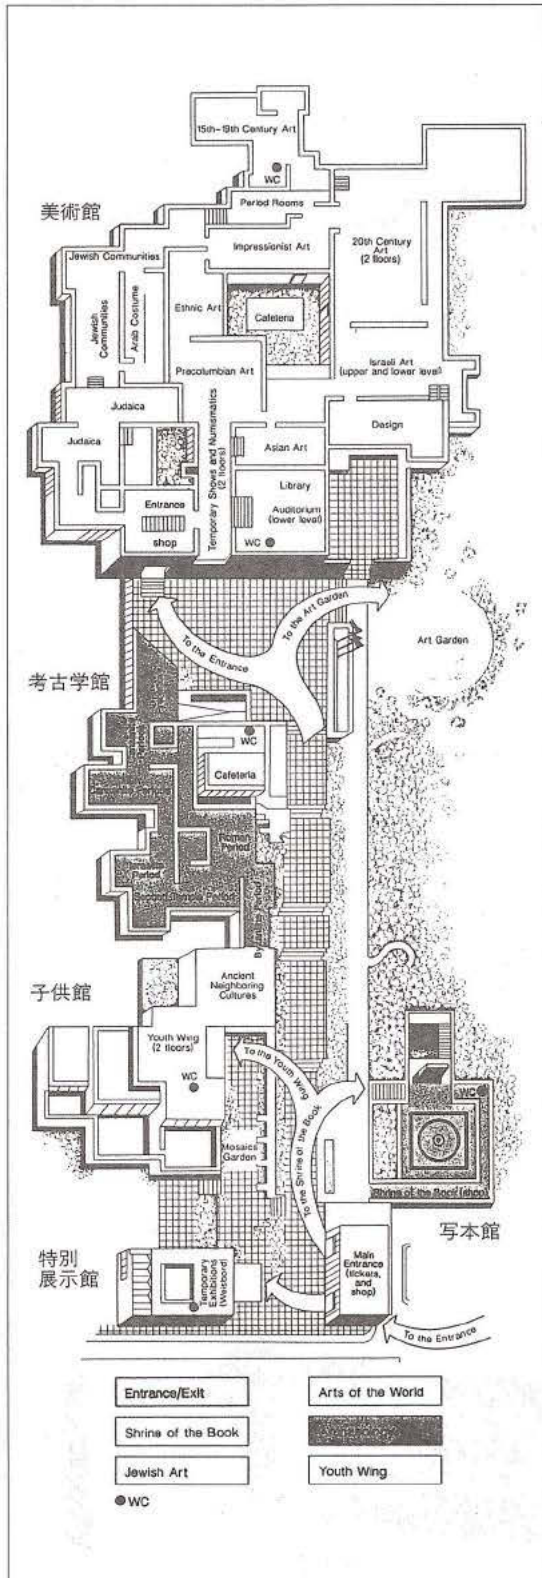 15th-19th Century Art
WC
美術館
Period Rooms
Impressionist Art
20th Century
Art
(2 floors)
Jewish Communities
Jewish
Communities
Arab Costume
Ethnic Art
Cafeteria
Israeli Art
(upper and lower level)
Precolumbian Art
Judaica
Judaica
Temporary Shows and Numismatics
(2 floors)
Asian Art
Design
Library
Auditorium
(lower level)
WC
Entrance
shop
To the Art Garden
To the Entrance
Art Garden
考古学館
WC
Cafeteria
Roman
Period
Israelite
Period
Second Temple Period
Byzantine Period
子供館
Ancient
Neighboring
Cultures
Youth Wing
(2 floors)
WC
To the Youth Wing
To the Shrine of the Book
Mosaics
Garden
WC
Shrine of the Book (shop)
写本館
特別
展示館
Temporary
Exhibitions
(Weisbord)
Main
Entrance
(tickets,
and
shop)
To the Entrance
Entrance/Exit
Arts of the World
Shrine of the Book
Archaeology
Jewish Art
Youth Wing
WC